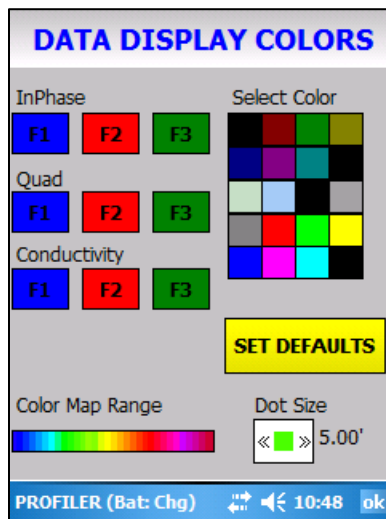 DATA DISPLAY COLORS
InPhase
F1 F2 F3
Select Color
Quad
F1 F2 F3
Conductivity
F1 F2 F3
SET DEFAULTS
Color Map Range
Dot Size
« » 5.00'
PROFILER (Bat: Chg) 10:48 ok